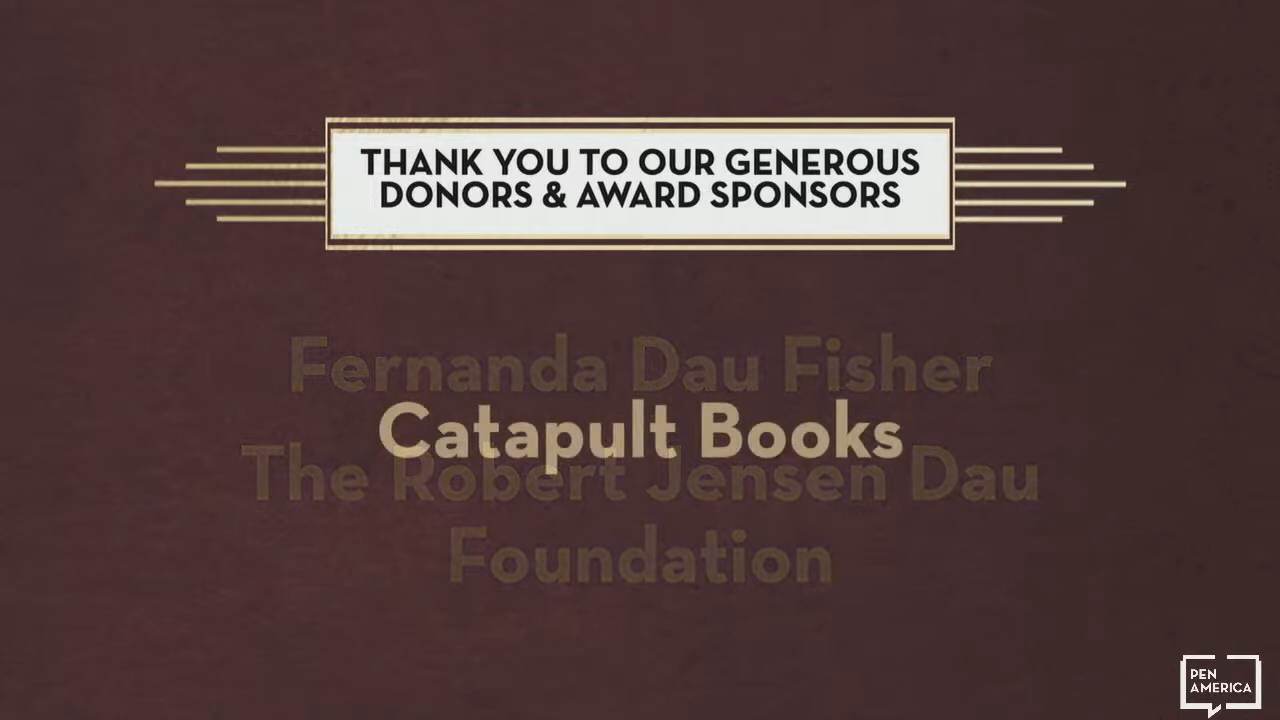 THANK YOU TO OUR GENEROUS
DONORS & AWARD SPONSORS
Fernanda Dau Fisher
Catapult Books
The Robert Jensen Dau
Foundation
PEN
AMERICA